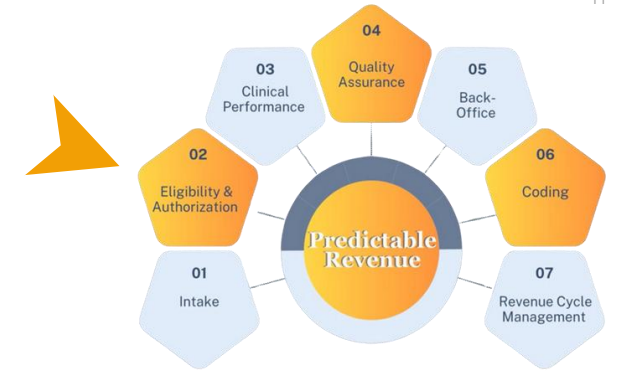 04
Quality
Assurance
03
Clinical
Performance
05
Back-
Office
02
Eligibility &
Authorization
06
Coding
Predictable
Revenue
01
Intake
07
Revenue Cycle
Management